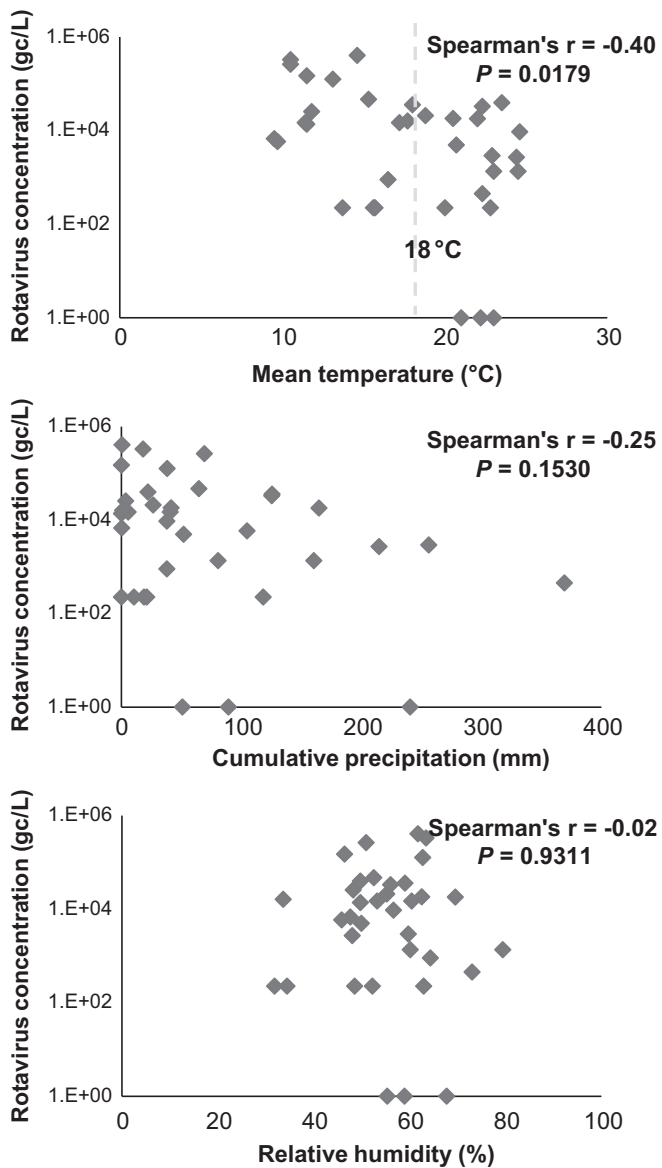 Rotavirus concentration (gc/L)
1.E+06
1.E+04
1.E+02
1.E+00
Spearman's r = -0.40
P = 0.0179
18 °C
0
10
20
30
Mean temperature (°C)
Rotavirus concentration (gc/L)
1.E+06
1.E+04
1.E+02
1.E+00
Spearman's r = -0.25
P = 0.1530
0
100
200
300
400
Cumulative precipitation (mm)
Rotavirus concentration (gc/L)
1.E+06
1.E+04
1.E+02
1.E+00
Spearman's r = -0.02
P = 0.9311
0
20
40
60
80
100
Relative humidity (%)